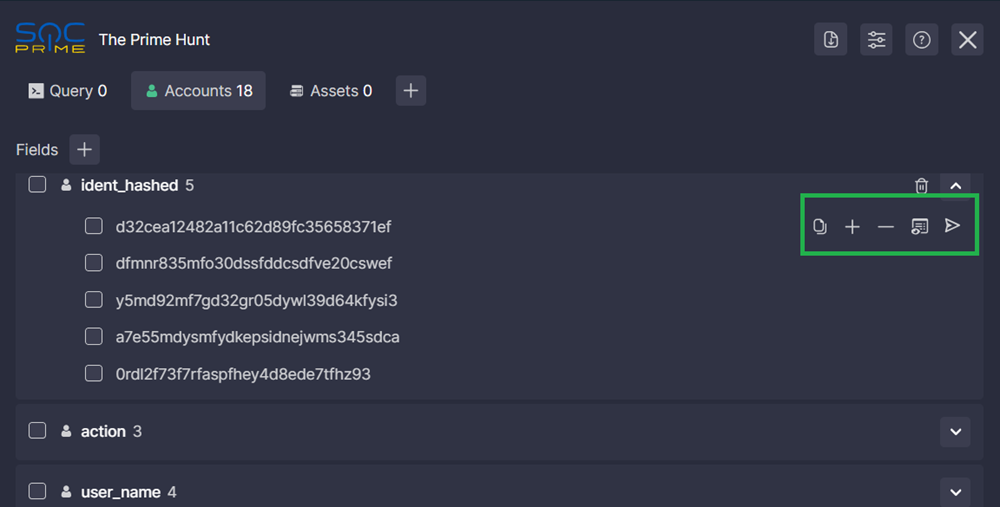 SOC
PRIME
The Prime Hunt
Query 0
Accounts 18
Assets 0
Fields
ident_hashed 5
d32cea12482a11c62d89fc35658371ef
dfmnr835mfo30dssfddcsdfve20cswef
y5md92mf7gd32gr05dywl39d64kfysi3
a7e55mdysmfydkepsidnejwms345sdca
0rdl2f73f7rfaspfhey4d8ede7tfhz93
action 3
user_name 4